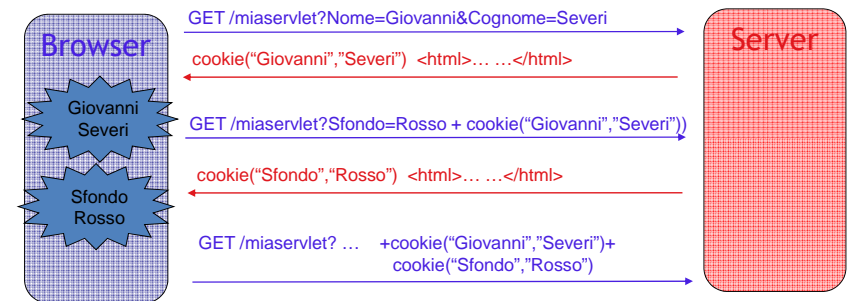 GET /miaservlet?Nome=Giovanni&Cognome=Severi
Browser
Server
cookie(“Giovanni”,”Severi”) <html>… …</html>
Giovanni
Severi
GET /miaservlet?Sfondo=Rosso + cookie(“Giovanni”,”Severi”))
cookie(“Sfondo”,“Rosso”) <html>… …</html>
Sfondo
Rosso
GET /miaservlet? … +cookie(“Giovanni”,”Severi”)+
cookie(“Sfondo”,”Rosso”)